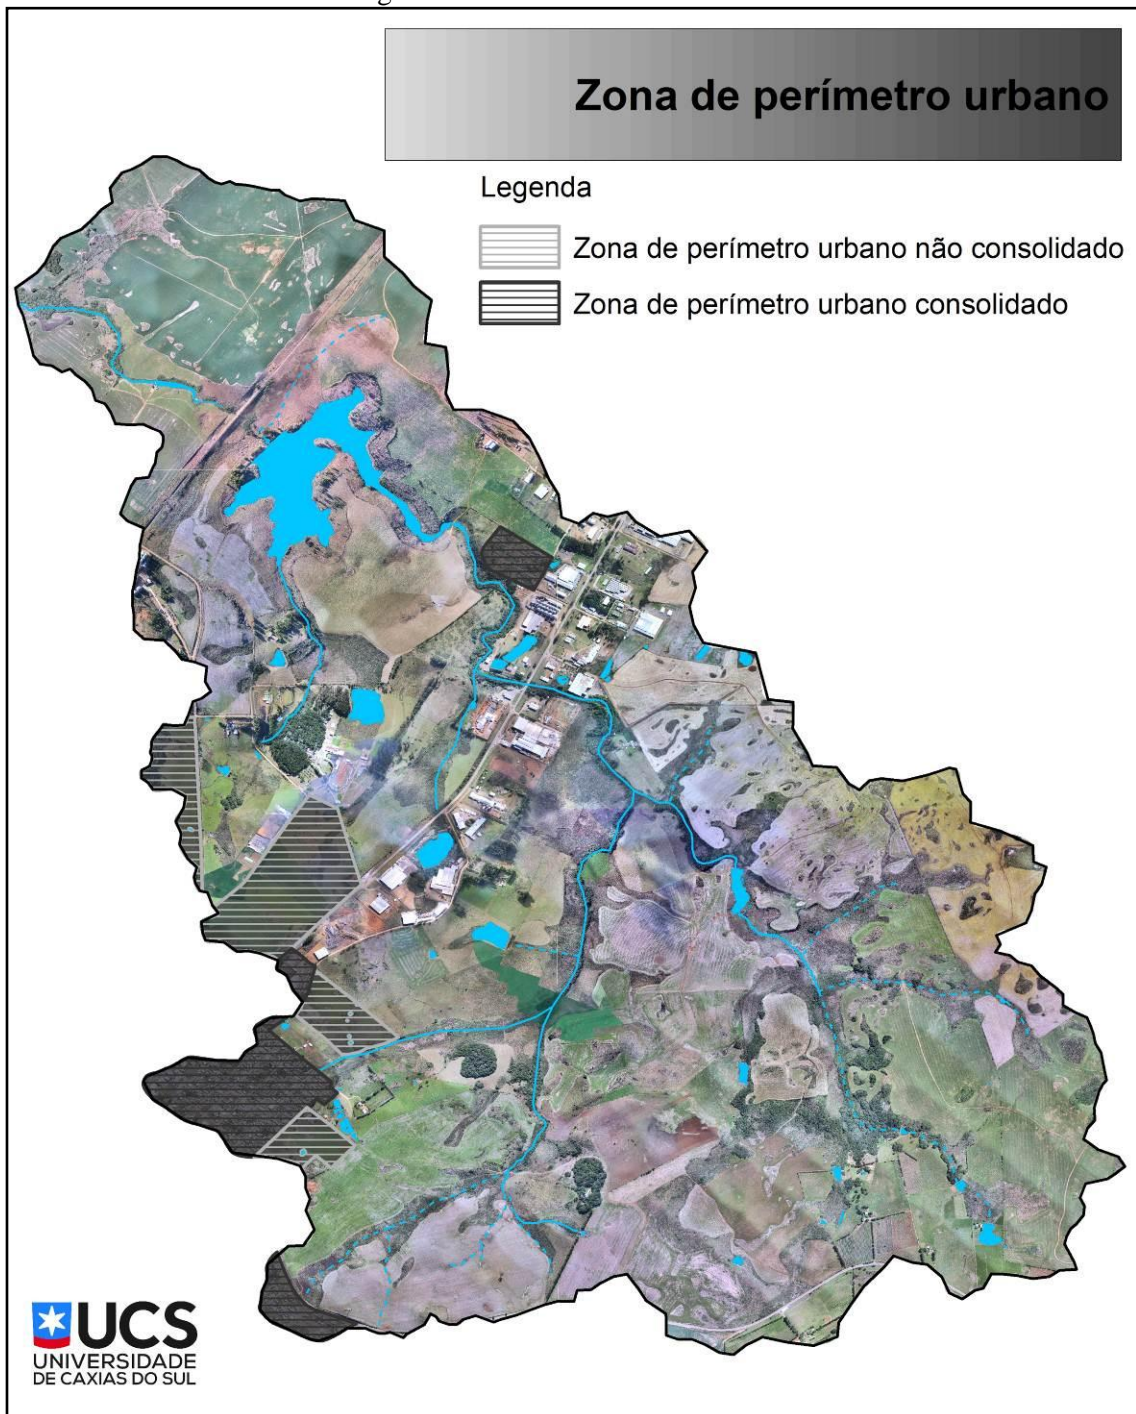 g
Zona de perímetro urbano
Legenda
Zona de perímetro urbano não consolidado
Zona de perímetro urbano consolidado
UCS
UNIVERSIDADE
DE CAXIAS DO SUL